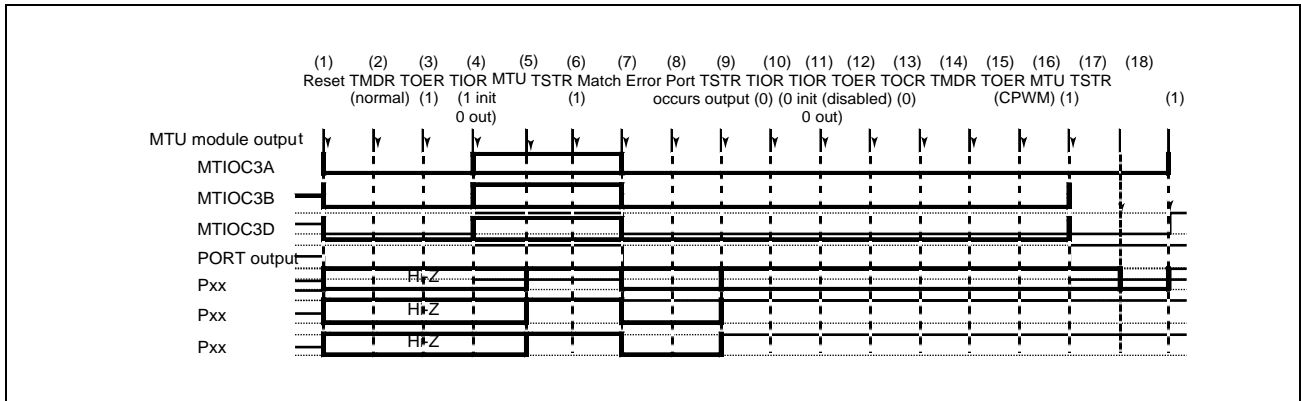 (1) (2) (3) (4) (5) (6) (7) (8) (9) (10) (11) (12) (13) (14) (15) (16) (17) (18)
Reset TMDR TOER TIOR MTU TSTR Match Error Port TSTR TIOR TIOR TOER TOCR TMDR TOER MTU TSTR
(normal) (1) (1 init (1) occurs output (0) (0 init (disabled) (0) (CPWM) (1) (1)
0 out) 0 out)
MTU module output
MTIOC3A
MTIOC3B
MTIOC3D
PORT output
Pxx Hi-Z
Pxx Hi-Z
Pxx Hi-Z